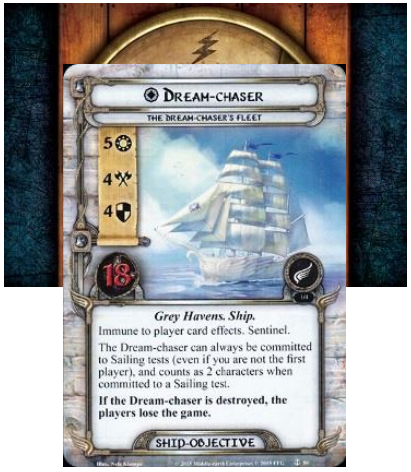 DREAM-CHASER
THE DREAM-CHASER'S FLEET
5
4
4
18
Grey Havens. Ship.
Immune to player card effects. Sentinel.
The Dream-chaser can always be committed
to Sailing tests (even if you are not the first
player), and counts as 2 characters when
committed to a Sailing test.
If the Dream-chaser is destroyed, the
players lose the game.
SHIP-OBJECTIVE